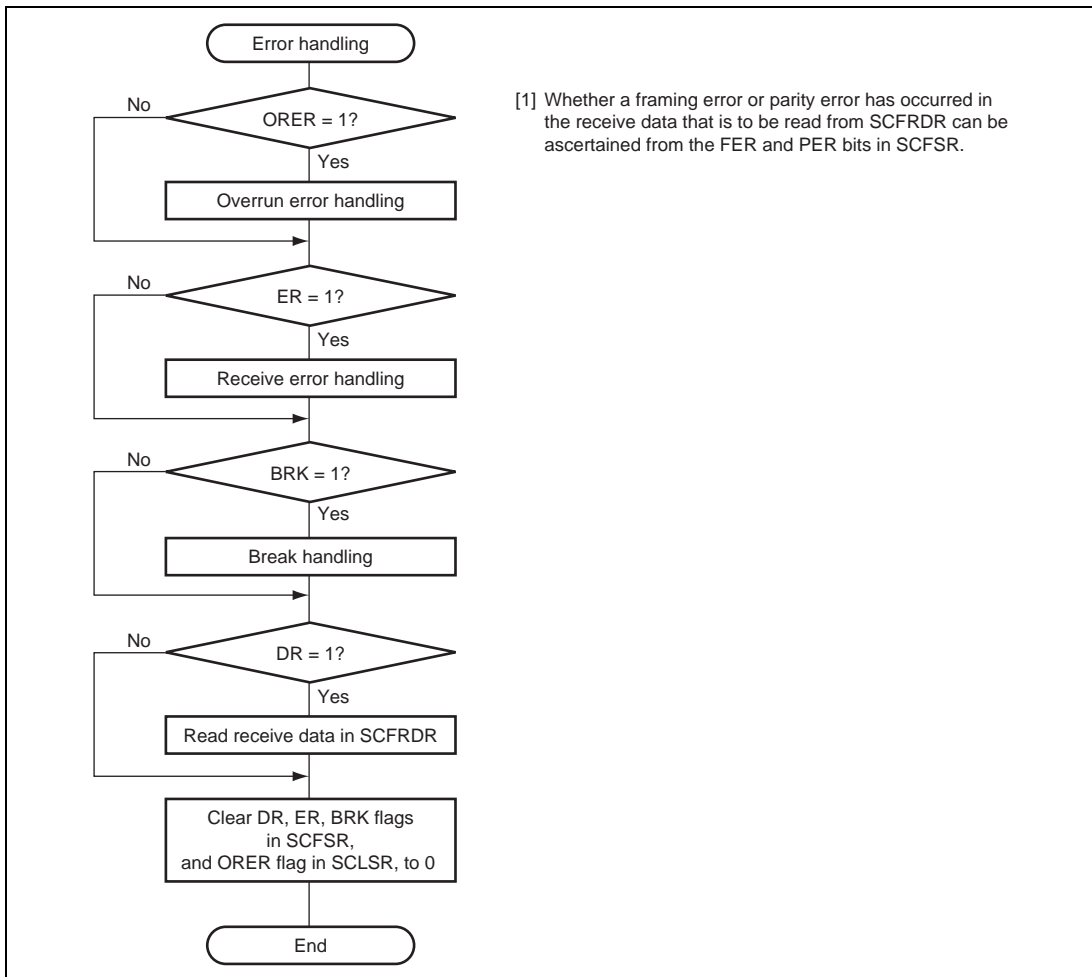 Error handling
[1] Whether a framing error or parity error has occurred in
the receive data that is to be read from SCFRDR can be
ascertained from the FER and PER bits in SCFSR.
No
ORER = 1?
Yes
Overrun error handling
No
ER = 1?
Yes
Receive error handling
No
BRK = 1?
Yes
Break handling
No
DR = 1?
Yes
Read receive data in SCFRDR
Clear DR, ER, BRK flags
in SCFSR,
and ORER flag in SCLSR, to 0
End